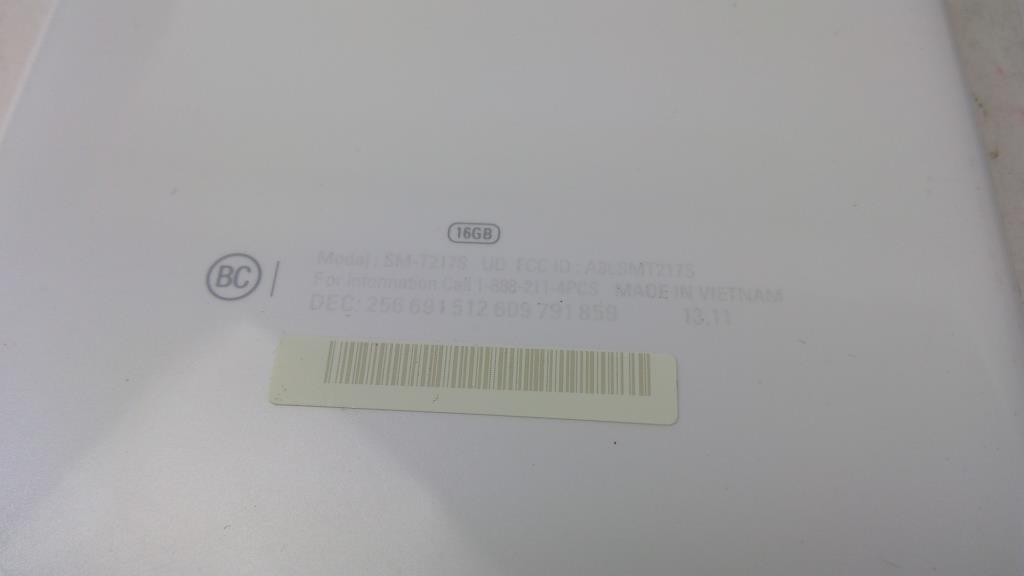 16GB
BC
Model : SM-T217S UD FCC ID : A3LSMT217S
For Information Call 1-888-211-4PCS MADE IN VIETNAM
DEC: 256 691 512 609 791 859 13.11